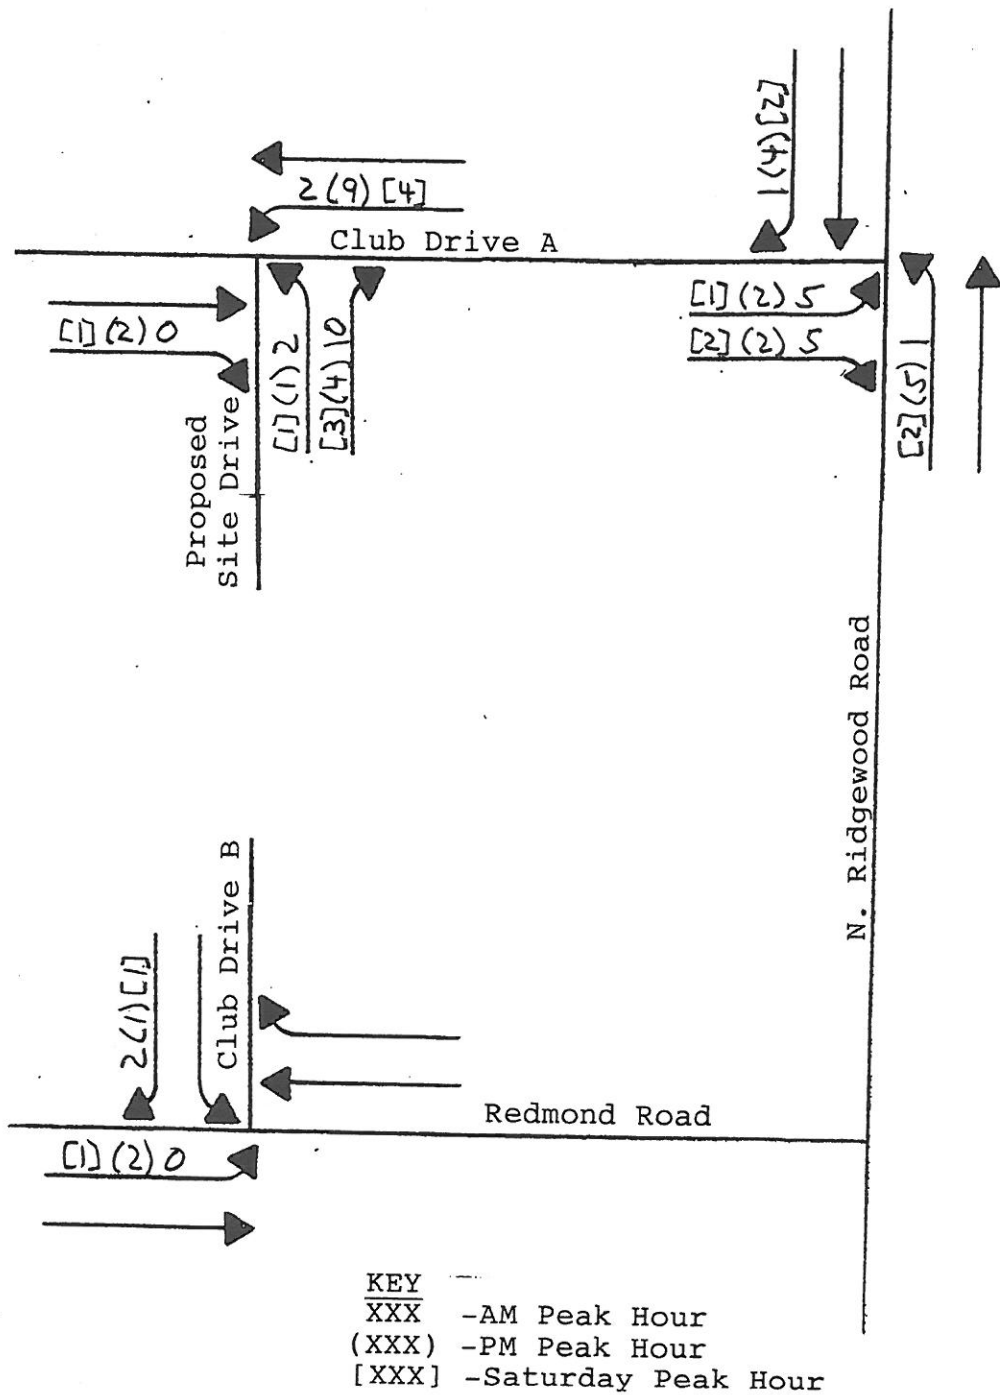 1(4)[2]
2(9)[4]
Club Drive A
[1](2)5
[1](2)0
[2](2)5
[1](1)2
[3](4)10
[2](5)1
Proposed
Site Drive
N. Ridgewood Road
Club Drive B
2(1)[1]
Redmond Road
[1](2)0
KEY
XXX -AM Peak Hour
(XXX) -PM Peak Hour
[XXX] -Saturday Peak Hour